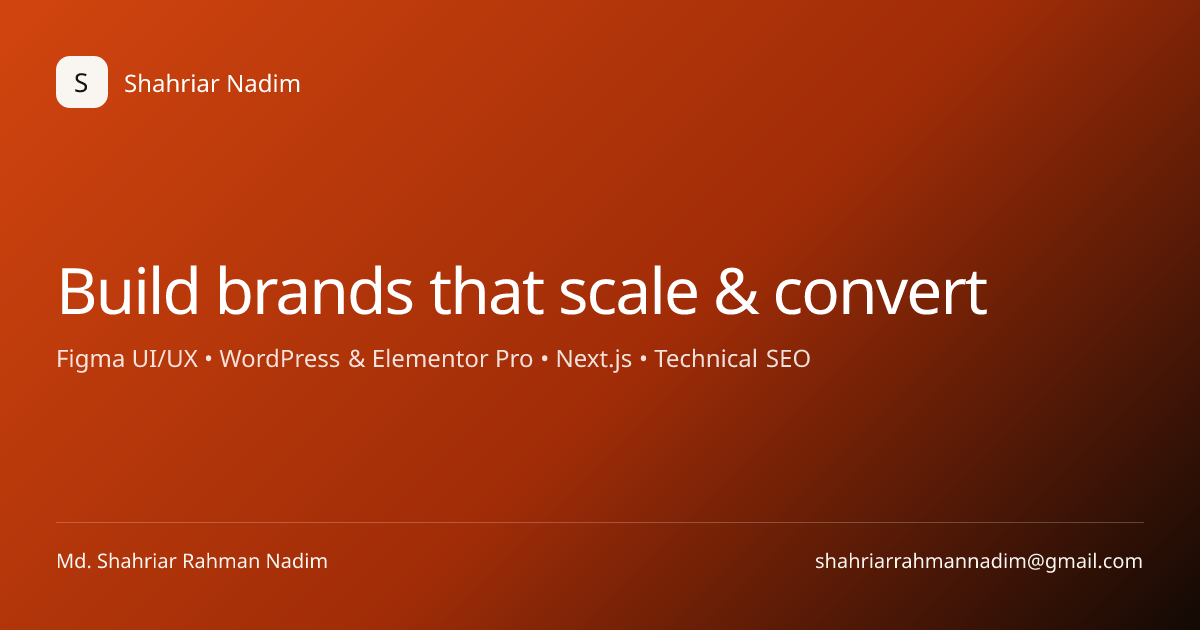 S
Shahriar Nadim
Build brands that scale & convert
Figma UI/UX • WordPress & Elementor Pro • Next.js • Technical SEO
Md. Shahriar Rahman Nadim
shahriarrahmannadim@gmail.com